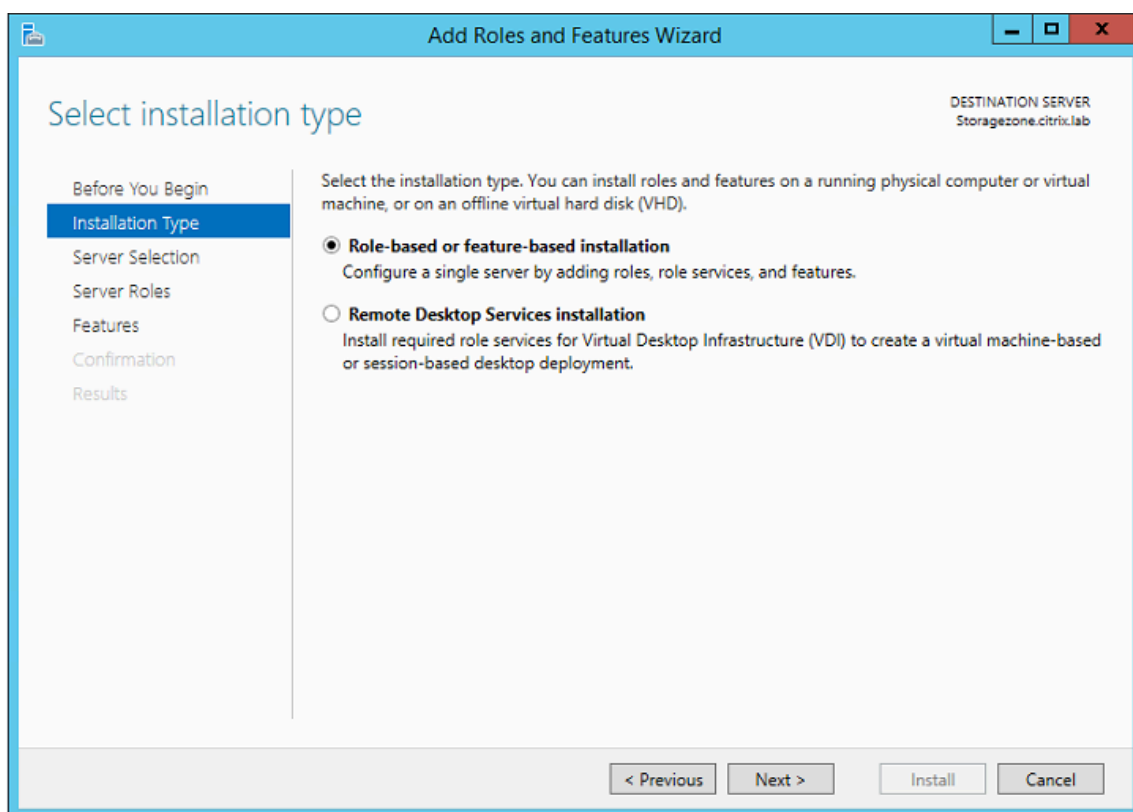 Add Roles and Features Wizard
Select installation type
DESTINATION SERVER
Storagezone.citrix.lab
Before You Begin
Installation Type
Server Selection
Server Roles
Features
Confirmation
Results
Select the installation type. You can install roles and features on a running physical computer or virtual
machine, or on an offline virtual hard disk (VHD).
Role-based or feature-based installation
Configure a single server by adding roles, role services, and features.
Remote Desktop Services installation
Install required role services for Virtual Desktop Infrastructure (VDI) to create a virtual machine-based
or session-based desktop deployment.
< Previous
Next >
Install
Cancel